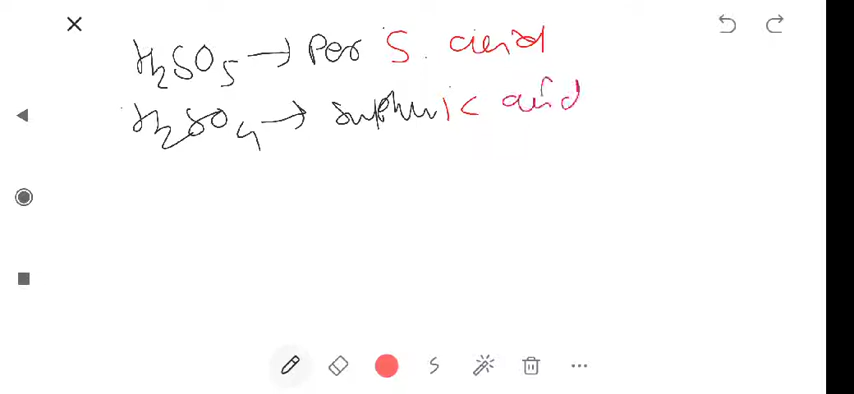 H₂SO₅ → Per S. acid
H₂SO₄ → sulphuric acid